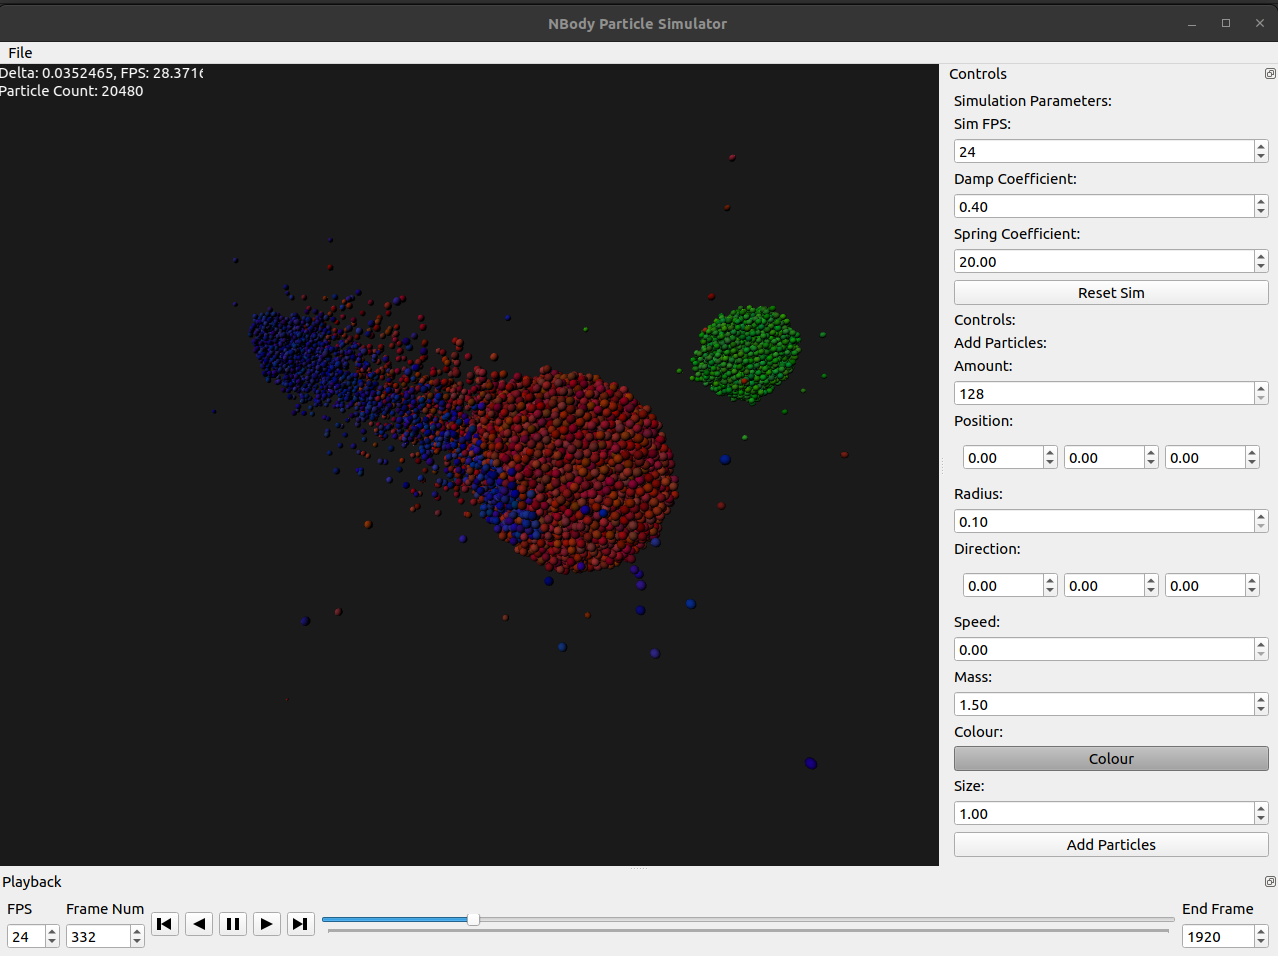 NBody Particle Simulator
File
Delta: 0.0352465, FPS: 28.3716
Particle Count: 20480
Controls
Simulation Parameters:
Sim FPS:
24
Damp Coefficient:
0.40
Spring Coefficient:
20.00
Reset Sim
Controls:
Add Particles:
Amount:
128
Position:
0.00 0.00 0.00
Radius:
0.10
Direction:
0.00 0.00 0.00
Speed:
0.00
Mass:
1.50
Colour:
Colour
Size:
1.00
Add Particles
Playback
FPS Frame Num End Frame
24 332 1920